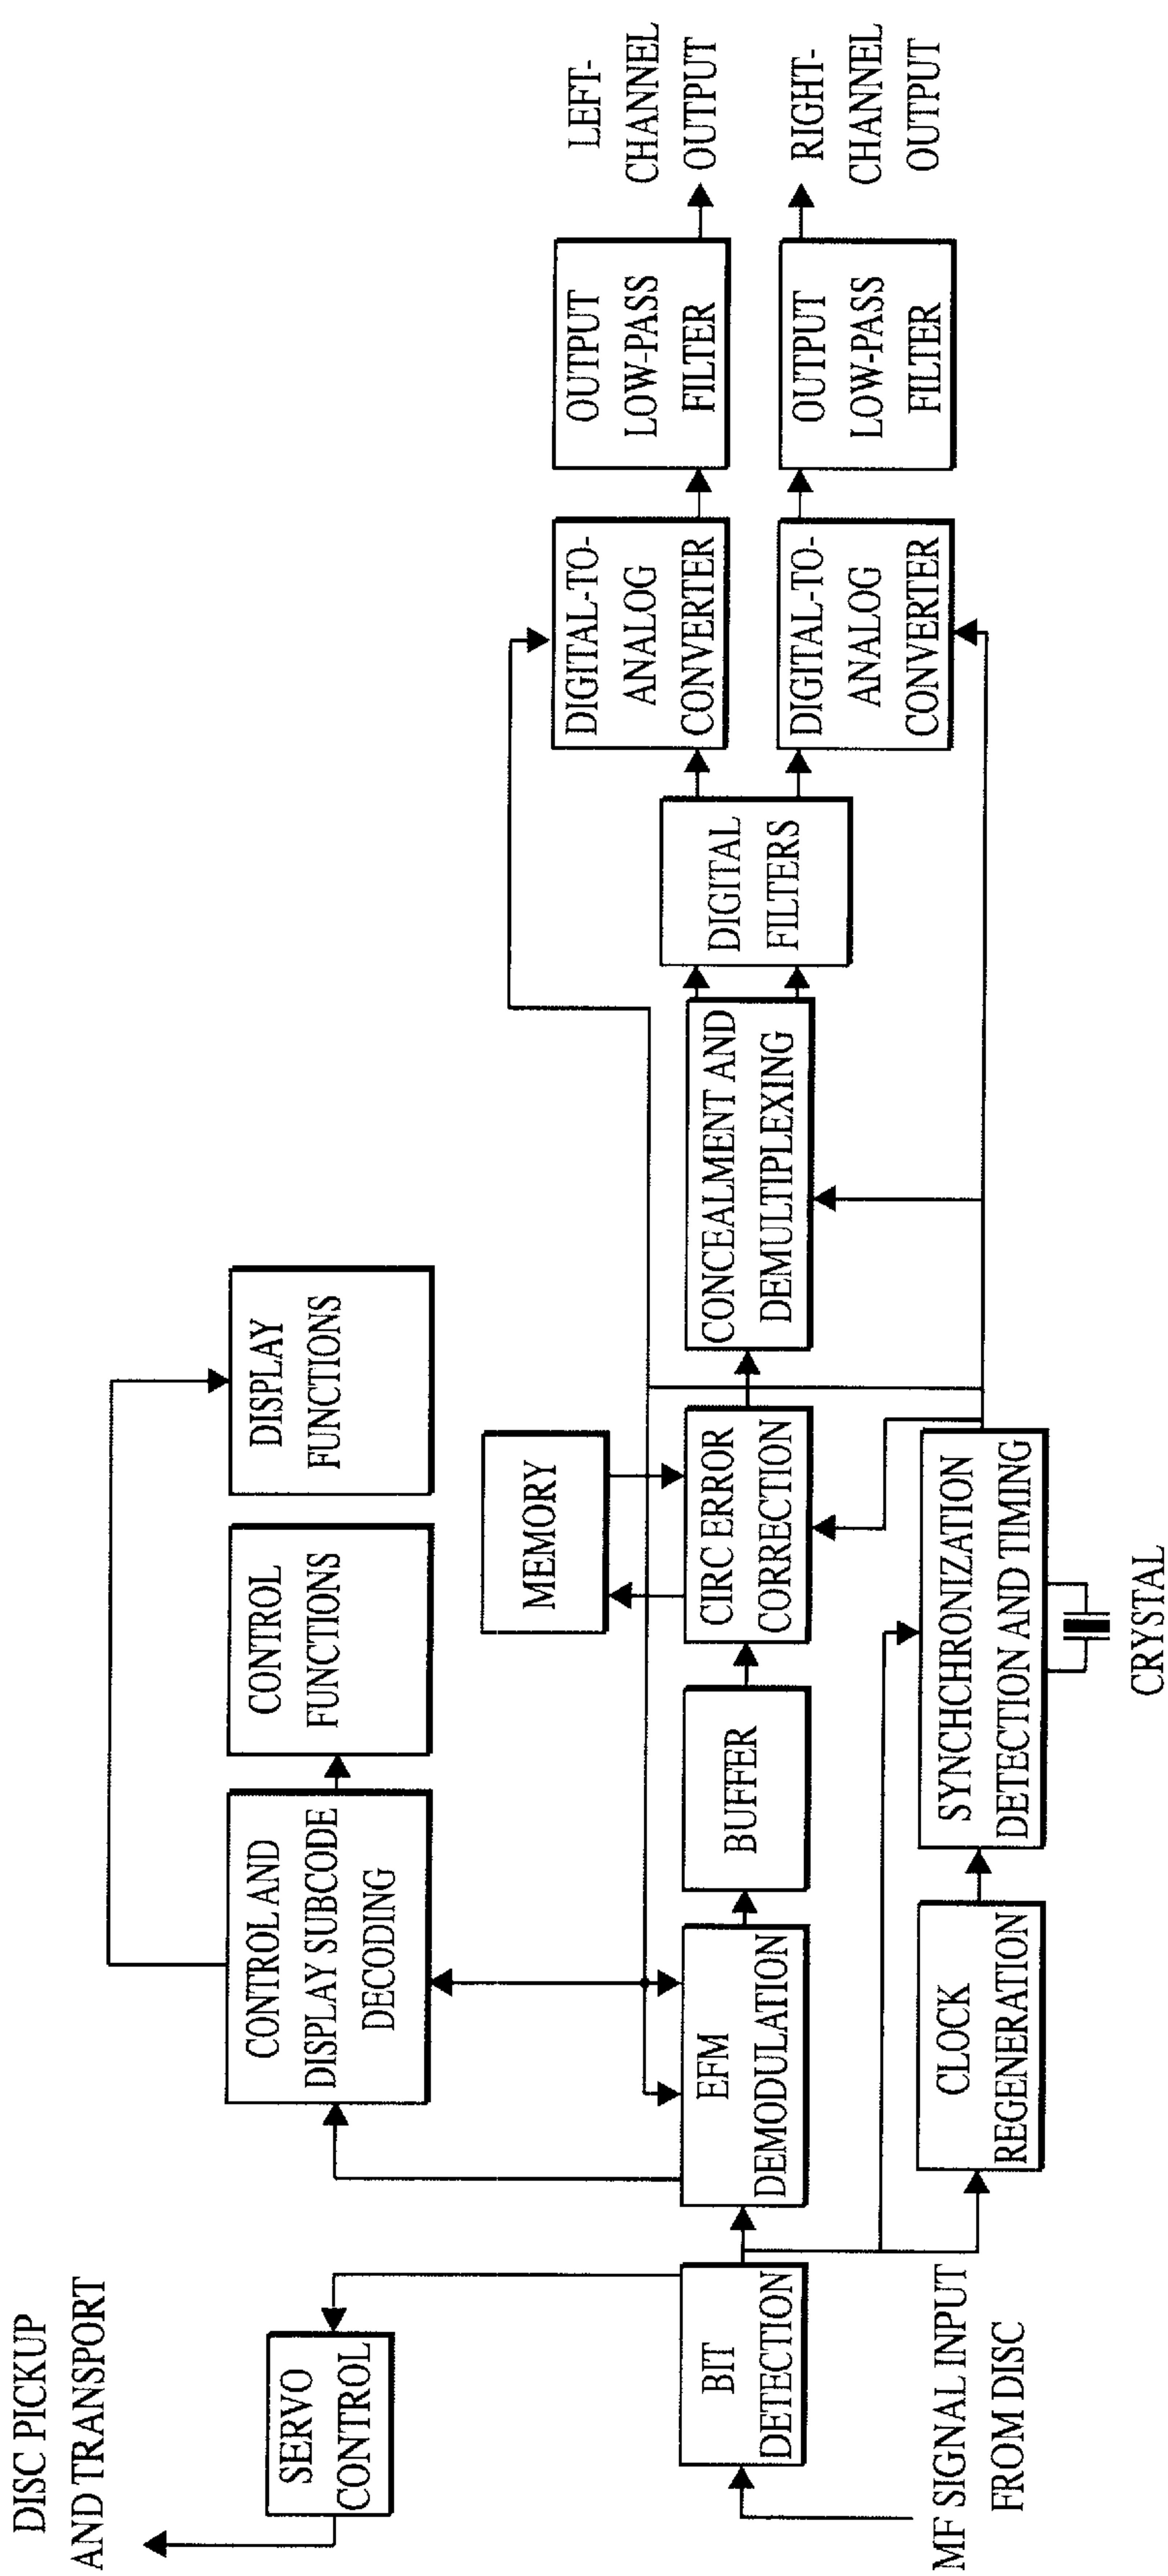 DISC PICKUP
AND TRANSPORT
SERVO
CONTROL
CONTROL AND
DISPLAY SUBCODE
DECODING
CONTROL
FUNCTIONS
DISPLAY
FUNCTIONS
MEMORY
BIT
DETECTION
EFM
DEMODULATION
BUFFER
CIRC ERROR
CORRECTION
CONCEALMENT AND
DEMULTIPLEXING
DIGITAL
FILTERS
DIGITAL-TO-
ANALOG
CONVERTER
OUTPUT
LOW-PASS
FILTER
LEFT-
CHANNEL
OUTPUT
DIGITAL-TO-
ANALOG
CONVERTER
OUTPUT
LOW-PASS
FILTER
RIGHT-
CHANNEL
OUTPUT
MF SIGNAL INPUT
FROM DISC
CLOCK
REGENERATION
SYNCHCHRONIZATION
DETECTION AND TIMING
CRYSTAL